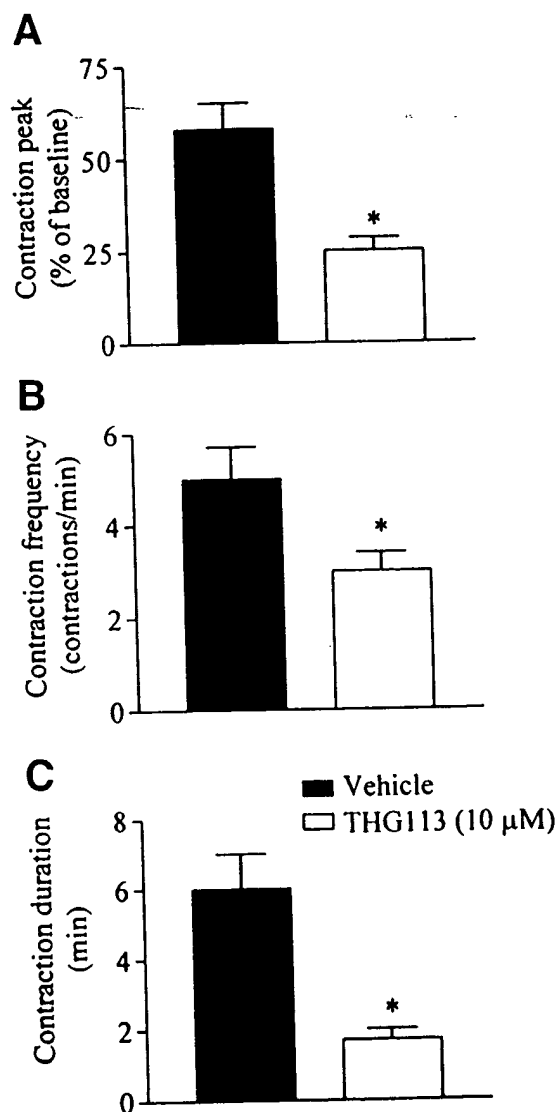 A
75
50
25
0
Contraction peak
(% of baseline)
*
B
6
4
2
0
Contraction frequency
(contractions/min)
*
C
Vehicle
THG113 (10 μM)
8
6
4
2
0
Contraction duration
(min)
*